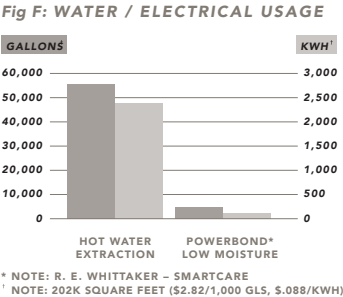 Fig F: WATER / ELECTRICAL USAGE
GALLONS† KWH†
60,000 3,000
50,000 2,500
40,000 2,000
30,000 1,500
20,000 1,000
10,000 500
0 0
HOT WATER EXTRACTION
POWERBOND* LOW MOISTURE
* NOTE: R. E. WHITTAKER – SMARTCARE
† NOTE: 202K SQUARE FEET ($2.82/1,000 GLS, $.088/KWH)